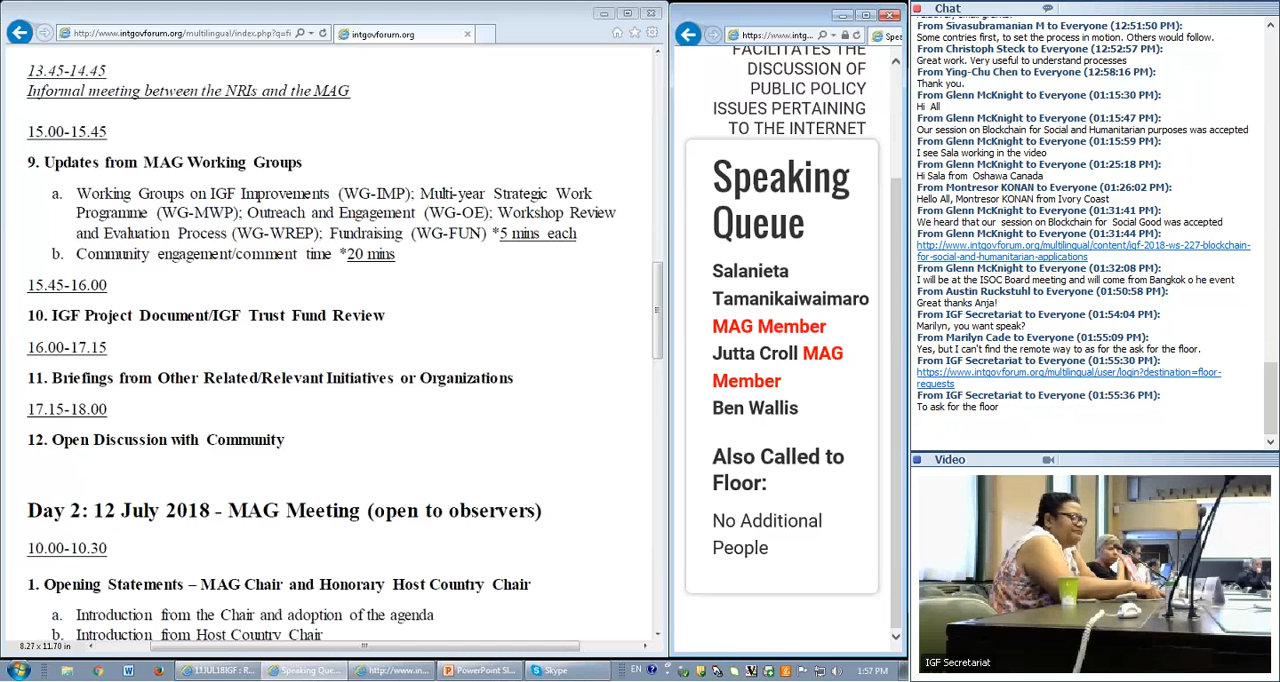 http://www.intgovforum.org/multilingual/index.php?q=fi
intgovforum.org
13.45-14.45
Informal meeting between the NRIs and the MAG
15.00-15.45
9. Updates from MAG Working Groups
a. Working Groups on IGF Improvements (WG-IMP); Multi-year Strategic Work
Programme (WG-MWP); Outreach and Engagement (WG-OE); Workshop Review
and Evaluation Process (WG-WREP); Fundraising (WG-FUN) *5 mins each
b. Community engagement/comment time *20 mins
15.45-16.00
10. IGF Project Document/IGF Trust Fund Review
16.00-17.15
11. Briefings from Other Related/Relevant Initiatives or Organizations
17.15-18.00
12. Open Discussion with Community
Day 2: 12 July 2018 - MAG Meeting (open to observers)
10.00-10.30
1. Opening Statements – MAG Chair and Honorary Host Country Chair
a. Introduction from the Chair and adoption of the agenda
b. Introduction from Host Country Chair
8.27 x 11.70 in
https://www.intg...
Spe
FACILITATES THE
DISCUSSION OF
PUBLIC POLICY
ISSUES PERTAINING
TO THE INTERNET
Speaking
Queue
Salanieta
Tamanikaiwaimaro
MAG Member
Jutta Croll MAG
Member
Ben Wallis
Also Called to
Floor:
No Additional
People
Chat
From Sivasubramanian M to Everyone (12:51:50 PM):
Some contries first, to set the process in motion. Others would follow.
From Christoph Steck to Everyone (12:52:57 PM):
Great work. Very useful to understand processes
From Ying-Chu Chen to Everyone (12:58:16 PM):
Thank you.
From Glenn McKnight to Everyone (01:15:30 PM):
Hi All
From Glenn McKnight to Everyone (01:15:47 PM):
Our session on Blockchain for Social and Humanitarian purposes was accepted
From Glenn McKnight to Everyone (01:15:59 PM):
I see Sala working in the video
From Glenn McKnight to Everyone (01:25:18 PM):
Hi Sala from Oshawa Canada
From Montresor KONAN to Everyone (01:26:02 PM):
Hello All, Montresor KONAN from Ivory Coast
From Glenn McKnight to Everyone (01:31:41 PM):
We heard that our session on Blockchain for Social Good was accepted
From Glenn McKnight to Everyone (01:31:44 PM):
http://www.intgovforum.org/multilingual/content/igf-2018-ws-227-blockchain-
for-social-and-humanitarian-applications
From Glenn McKnight to Everyone (01:32:08 PM):
I will be at the ISOC Board meeting and will come from Bangkok o he event
From Austin Ruckstuhl to Everyone (01:50:58 PM):
Great thanks Anja!
From IGF Secretariat to Everyone (01:54:04 PM):
Marilyn, you want speak?
From Marilyn Cade to Everyone (01:55:09 PM):
Yes, but I can't find the remote way to as for the ask for the floor.
From IGF Secretariat to Everyone (01:55:30 PM):
https://www.intgovforum.org/multilingual/user/login?destination=floor-
requests
From IGF Secretariat to Everyone (01:55:36 PM):
To ask for the floor
Video
IGF Secretariat
11JUL18IGF : R...
Speaking Que...
http://www.in...
PowerPoint Sl...
Skype
EN
1:57 PM